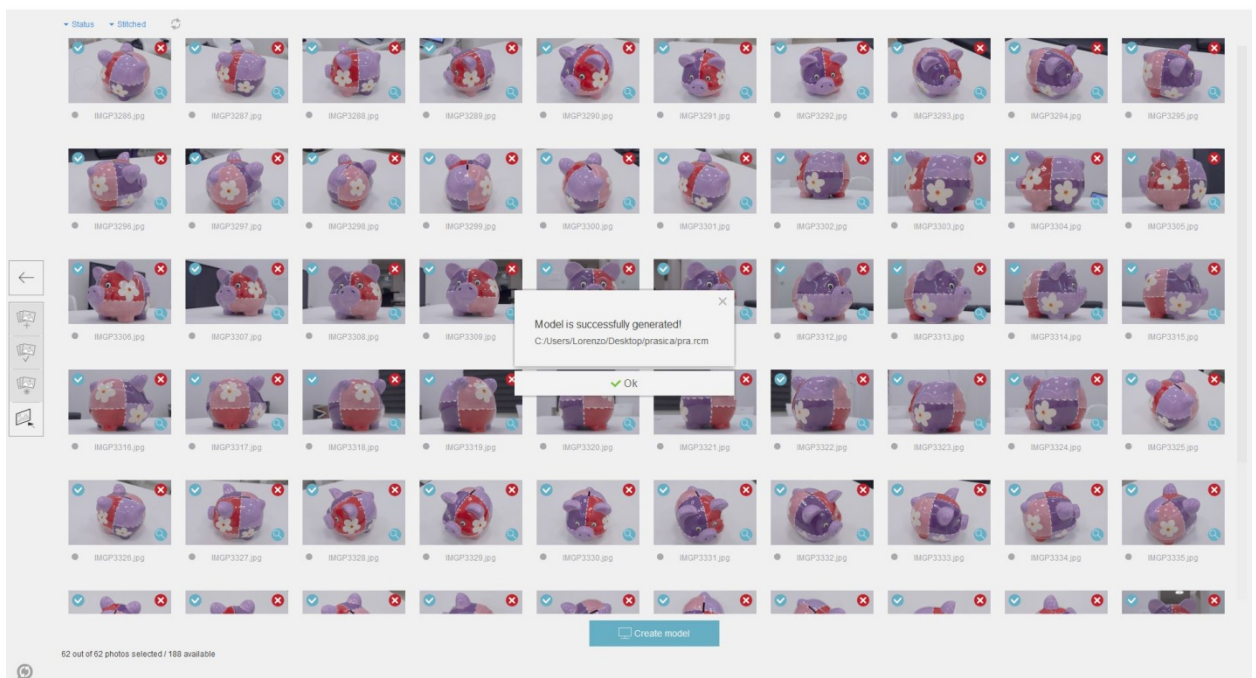 Status Stitched
IMGP3286.jpg IMGP3287.jpg IMGP3288.jpg IMGP3289.jpg IMGP3290.jpg IMGP3291.jpg IMGP3292.jpg IMGP3293.jpg IMGP3294.jpg IMGP3295.jpg
IMGP3296.jpg IMGP3297.jpg IMGP3298.jpg IMGP3299.jpg IMGP3300.jpg IMGP3301.jpg IMGP3302.jpg IMGP3303.jpg IMGP3304.jpg IMGP3305.jpg
Model is successfully generated!
C:/Users/Lorenzo/Desktop/prasica/pra.rcm
Ok
IMGP3306.jpg IMGP3307.jpg IMGP3308.jpg IMGP3309.jpg IMGP3312.jpg IMGP3313.jpg IMGP3314.jpg IMGP3315.jpg
IMGP3316.jpg IMGP3317.jpg IMGP3318.jpg IMGP3319.jpg IMGP3320.jpg IMGP3321.jpg IMGP3322.jpg IMGP3323.jpg IMGP3324.jpg IMGP3325.jpg
IMGP3326.jpg IMGP3327.jpg IMGP3328.jpg IMGP3329.jpg IMGP3330.jpg IMGP3331.jpg IMGP3332.jpg IMGP3333.jpg IMGP3334.jpg IMGP3335.jpg
Create model
62 out of 62 photos selected / 188 available